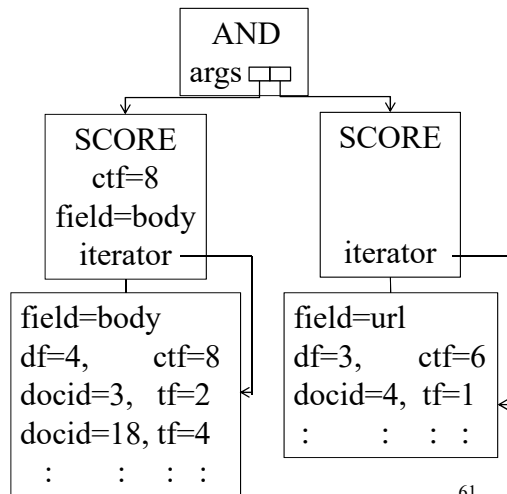 AND
args
SCORE
ctf=8
field=body
iterator
SCORE
iterator
field=body
df=4, ctf=8
docid=3, tf=2
docid=18, tf=4
: : : :
field=url
df=3, ctf=6
docid=4, tf=1
: : : :
61